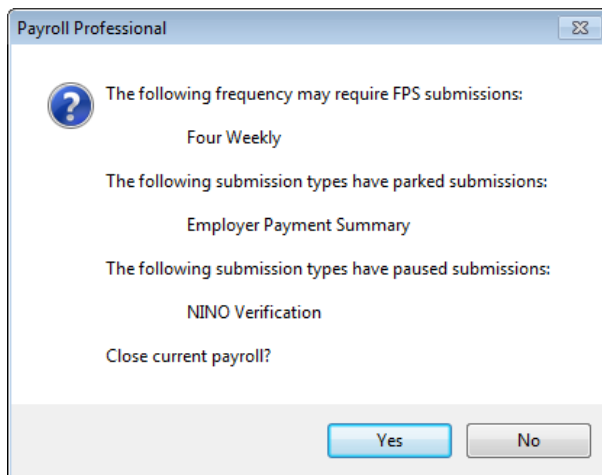 Payroll Professional
The following frequency may require FPS submissions:
Four Weekly
The following submission types have parked submissions:
Employer Payment Summary
The following submission types have paused submissions:
NINO Verification
Close current payroll?
Yes
No